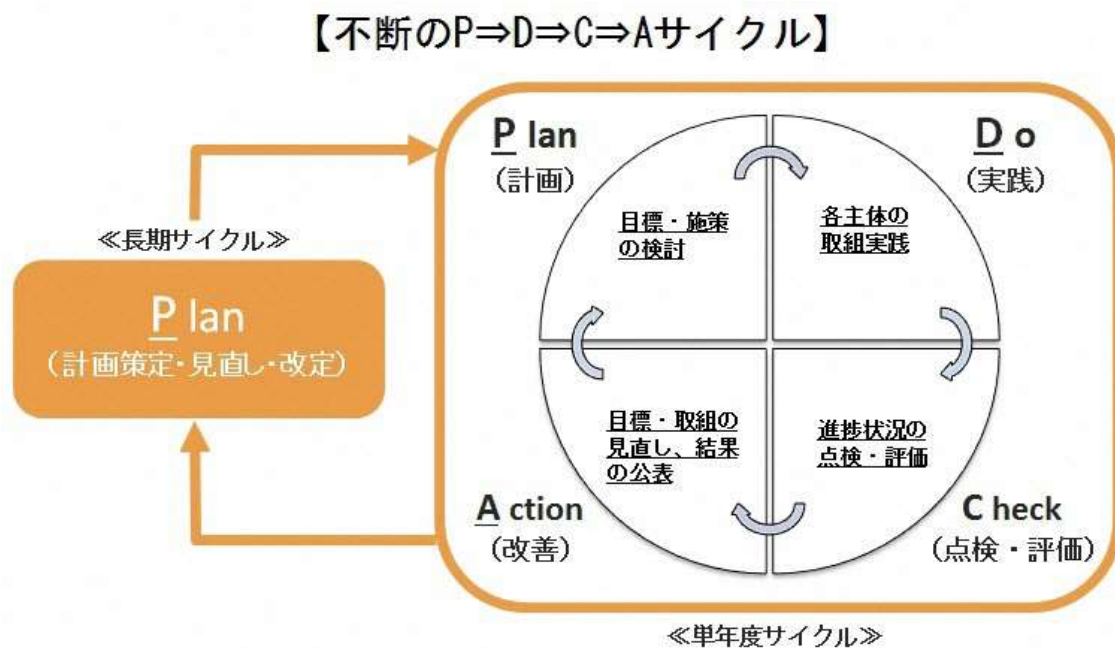 【不断のP⇒D⇒C⇒Aサイクル】
≪長期サイクル≫
P lan
(計画策定・見直し・改定)
P lan
(計画)
目標・施策
の検討
D o
(実践)
各主体の
取組実践
C heck
(点検・評価)
進捗状況の
点検・評価
A ction
(改善)
目標・取組の
見直し、結果
の公表
≪単年度サイクル≫